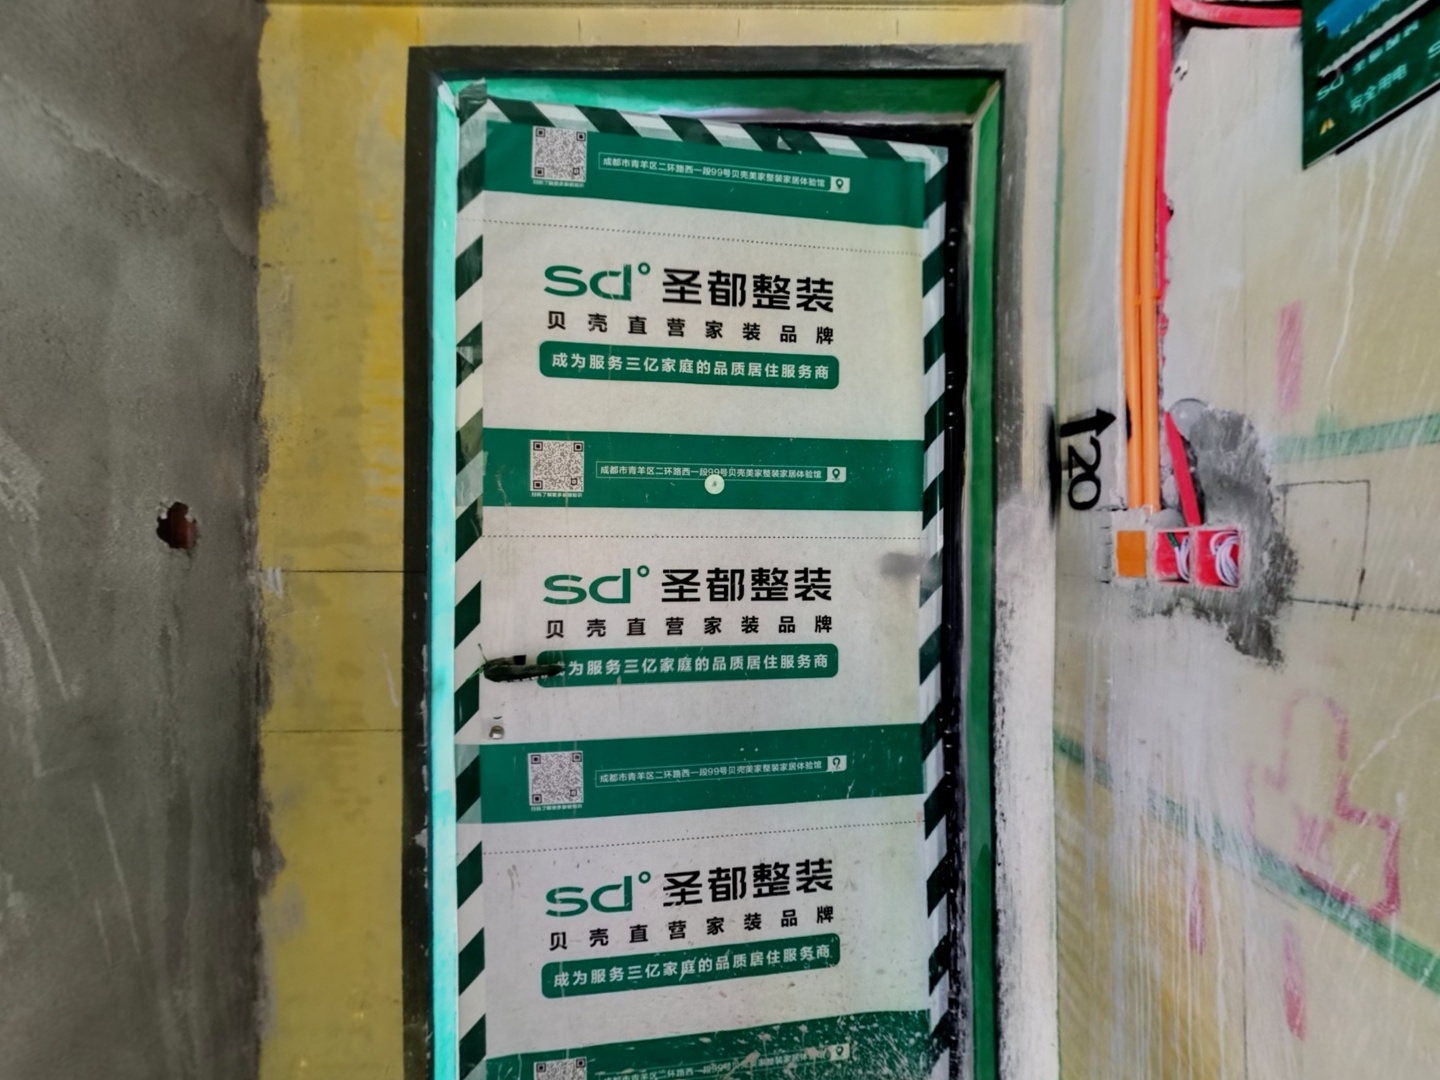 成都市青羊区二环路西一段99号贝壳美家整装家居体验馆
sd° 圣都整装
贝壳直营家装品牌
成为服务三亿家庭的品质居住服务商
成都市青羊区二环路西一段99号贝壳美家整装家居体验馆
sd° 圣都整装
贝壳直营家装品牌
为服务三亿家庭的品质居住服务商
成都市青羊区二环路西一段99号贝壳美家整装家居体验馆
sd° 圣都整装
贝壳直营家装品牌
成为服务三亿家庭的品质居住服务商
120
sd
安全用电